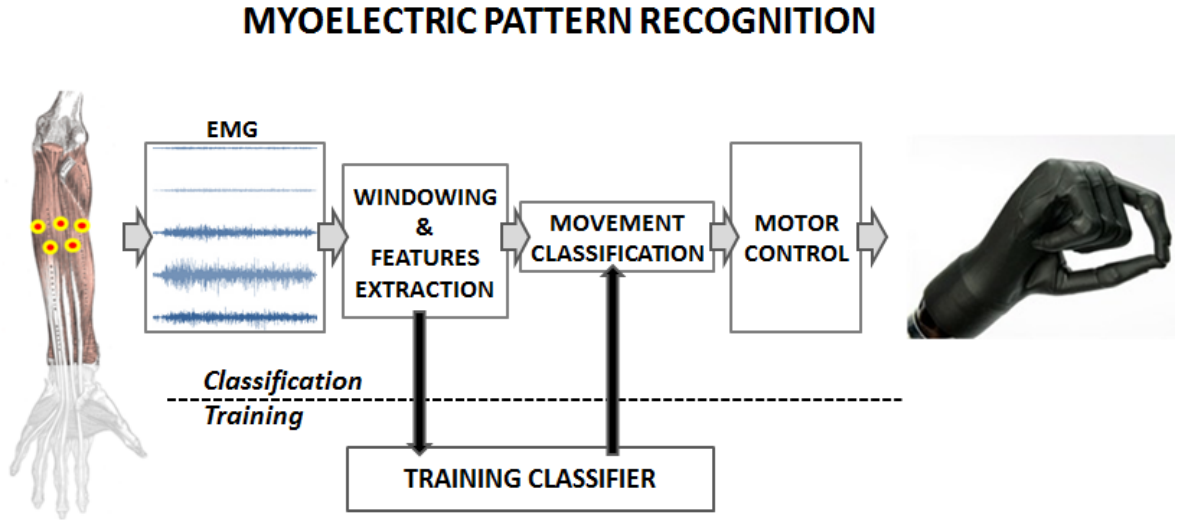 MYOELECTRIC PATTERN RECOGNITION
EMG
WINDOWING
&
FEATURES
EXTRACTION
MOVEMENT
CLASSIFICATION
MOTOR
CONTROL
Classification
Training
TRAINING CLASSIFIER